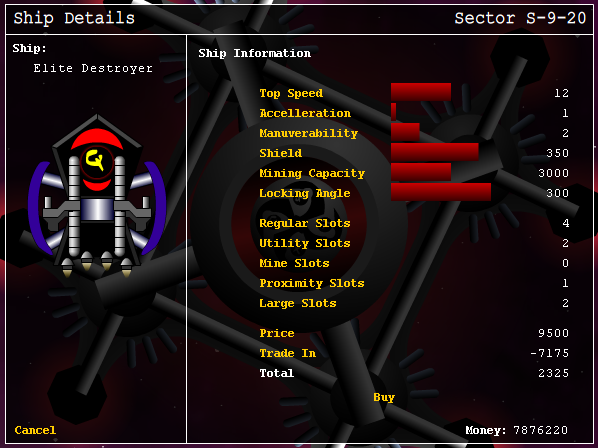 Ship Details Sector S-9-20
Ship:
Elite Destroyer
Ship Information
Top Speed 12
Accelleration 1
Manuverability 2
Shield 350
Mining Capacity 3000
Locking Angle 300
Regular Slots 4
Utility Slots 2
Mine Slots 0
Proximity Slots 1
Large Slots 2
Price 9500
Trade In -7175
Total 2325
Buy
Cancel Money: 7876220